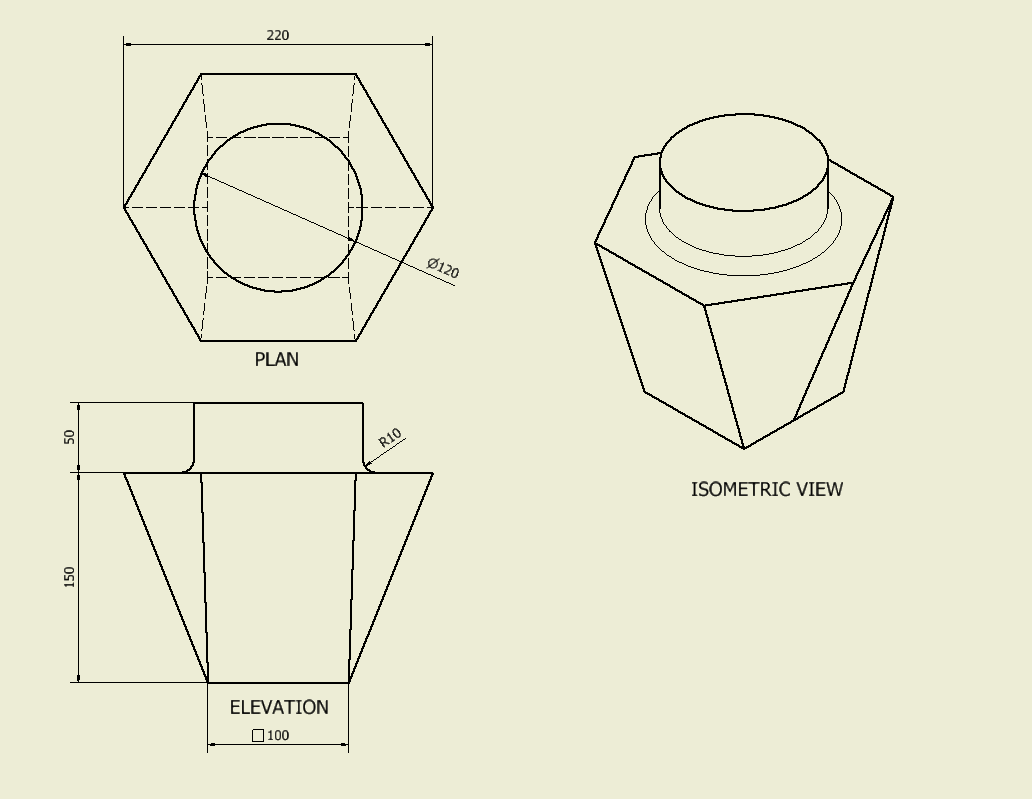 220
Ø120
PLAN
50
R10
150
ELEVATION
□100
ISOMETRIC VIEW